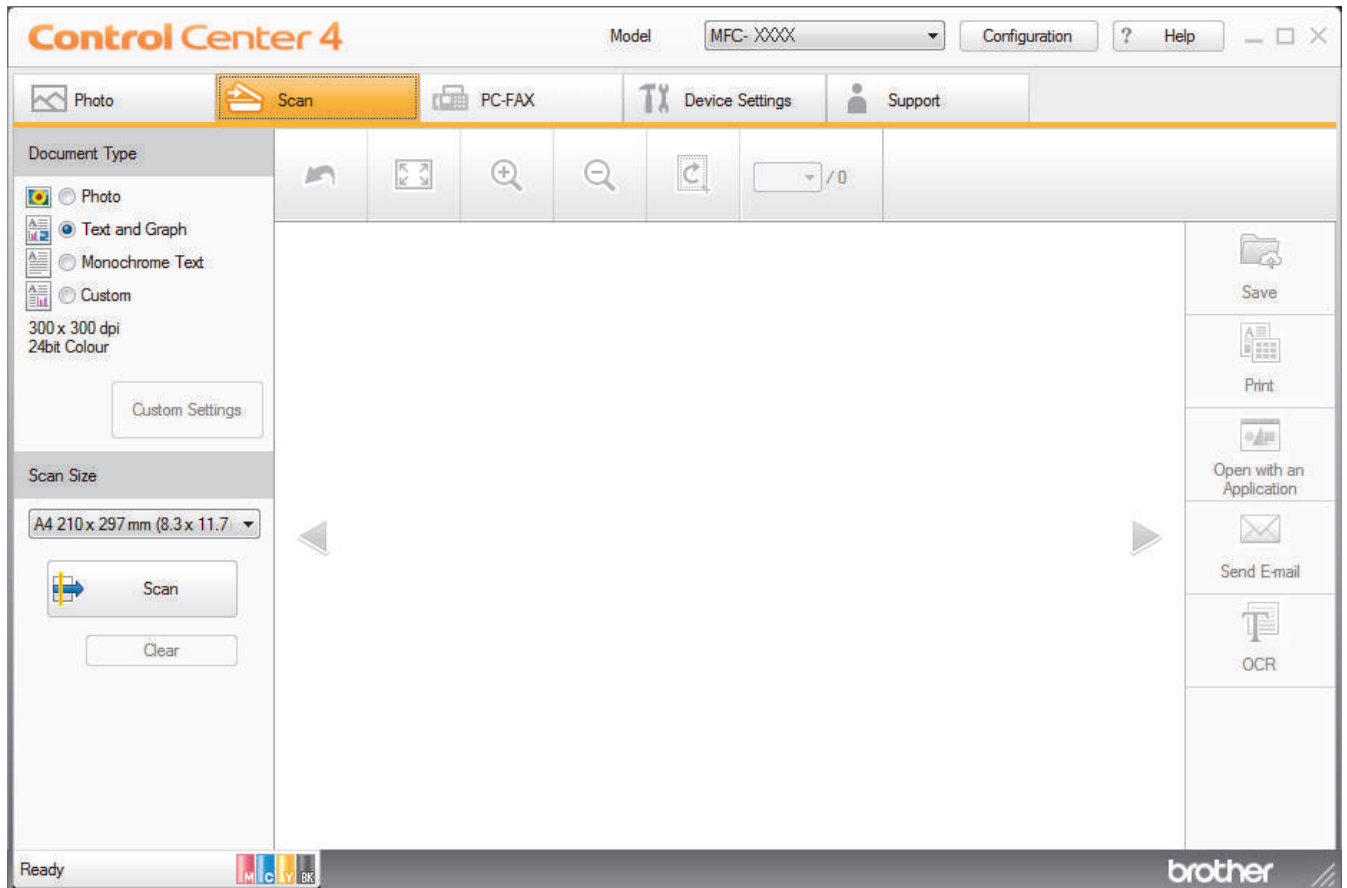 Control Center 4
Model
MFC- XXXX
Configuration
? Help
Photo
Scan
PC-FAX
Device Settings
Support
Document Type
Photo
Text and Graph
Monochrome Text
Custom
300 x 300 dpi
24bit Colour
Custom Settings
Scan Size
A4 210 x 297 mm (8.3 x 11.7
Scan
Clear
/ 0
Save
Print
Open with an
Application
Send E-mail
OCR
Ready
M C Y BK
brother